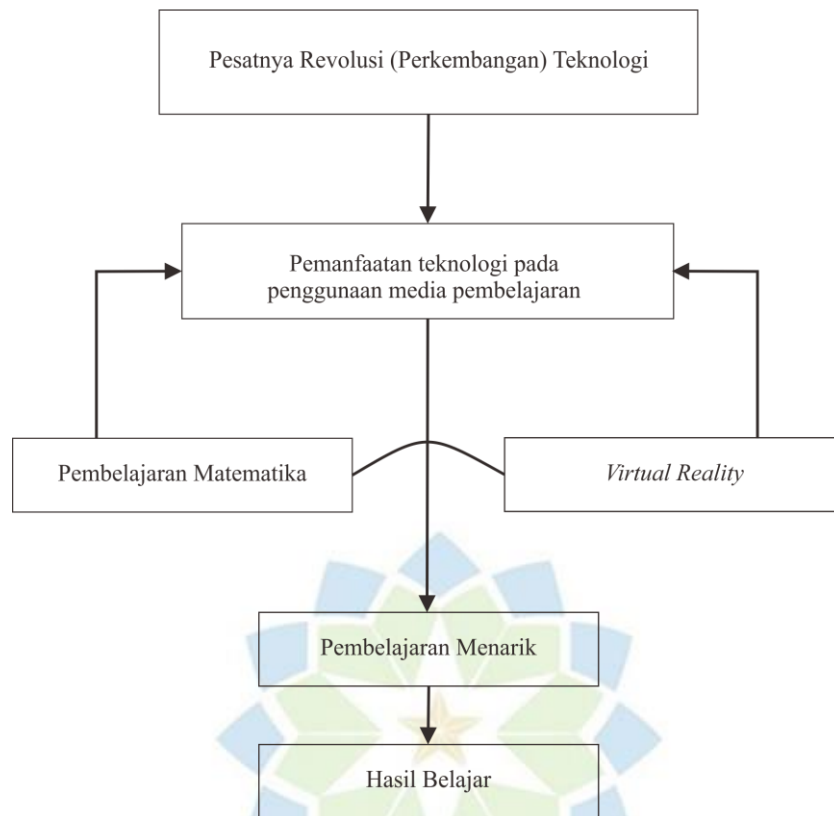 Pesatnya Revolusi (Perkembangan) Teknologi
Pemanfaatan teknologi pada
penggunaan media pembelajaran
Pembelajaran Matematika
Virtual Reality
Pembelajaran Menarik
Hasil Belajar